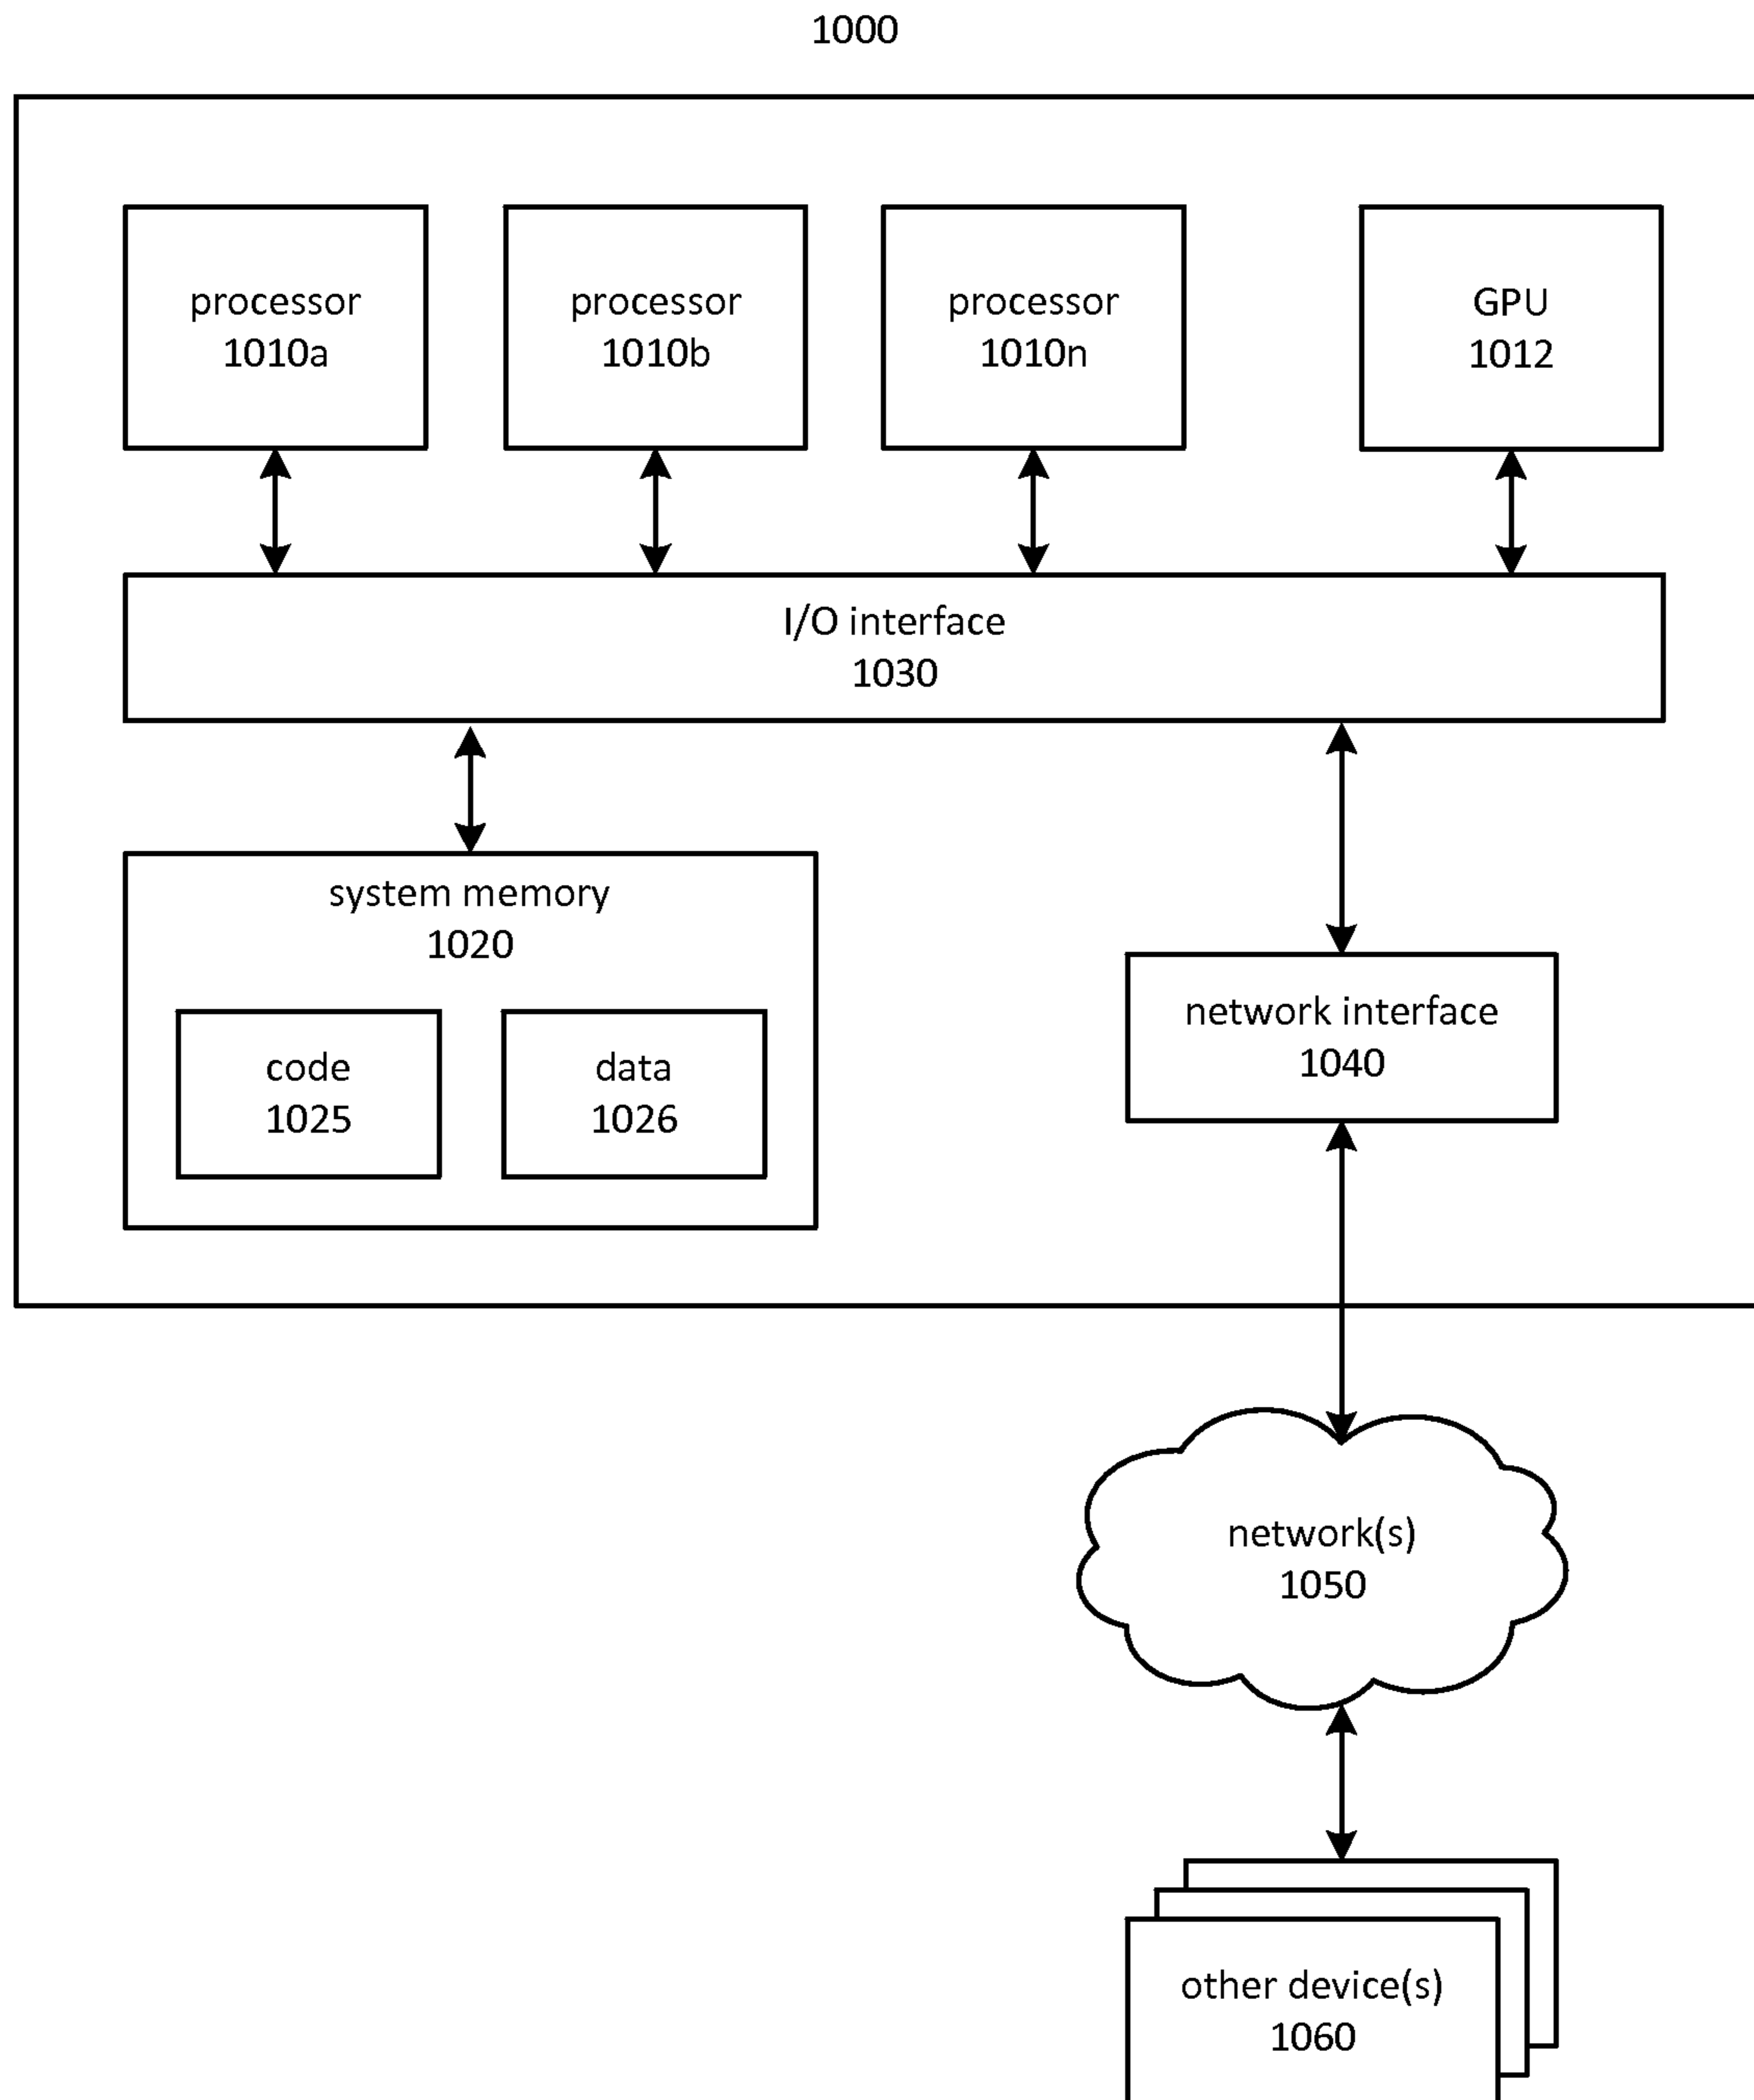 1000
processor
1010a
processor
1010b
processor
1010n
GPU
1012
I/O interface
1030
system memory
1020
code
1025
data
1026
network interface
1040
network(s)
1050
other device(s)
1060